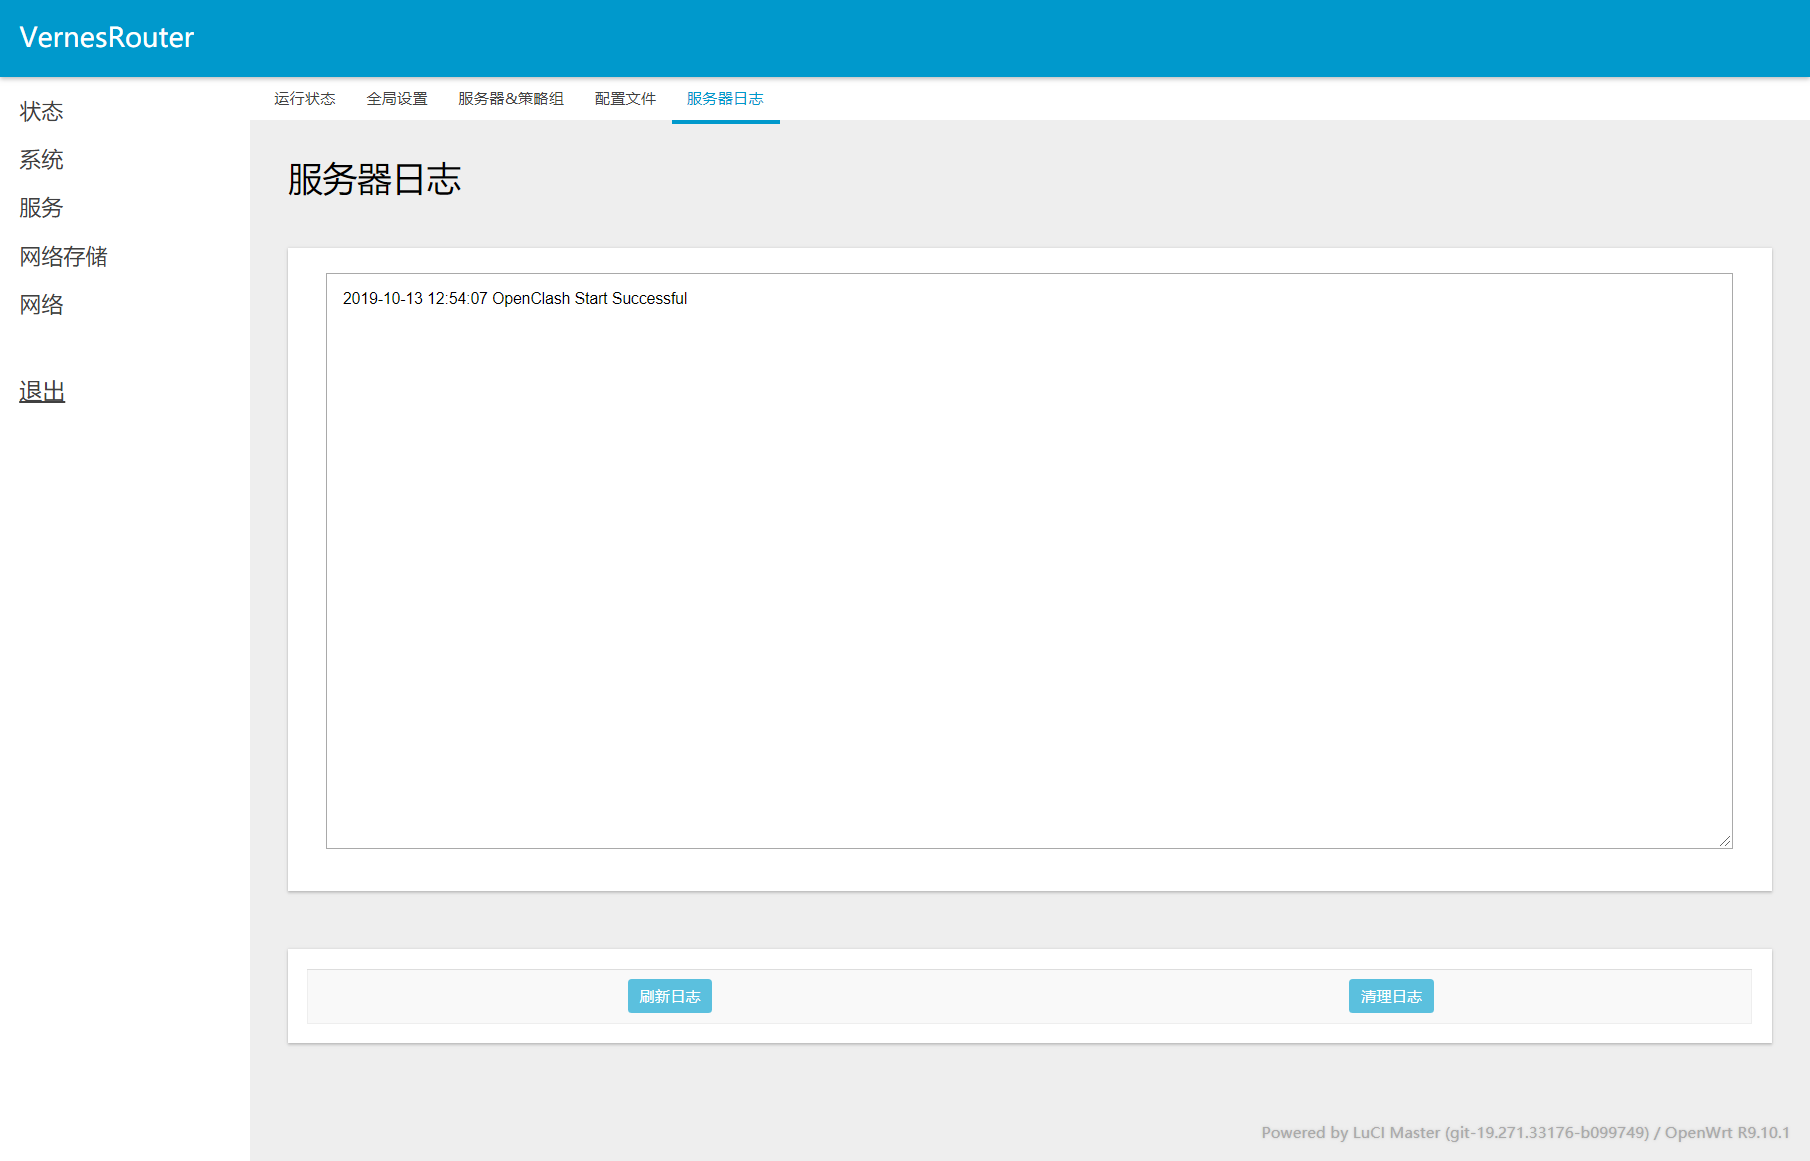 VernesRouter
状态
系统
服务
网络存储
网络
退出
运行状态 全局设置 服务器&策略组 配置文件 服务器日志
服务器日志
2019-10-13 12:54:07 OpenClash Start Successful
刷新日志 清理日志
Powered by LuCI Master (git-19.271.33176-b099749) / OpenWrt R9.10.1